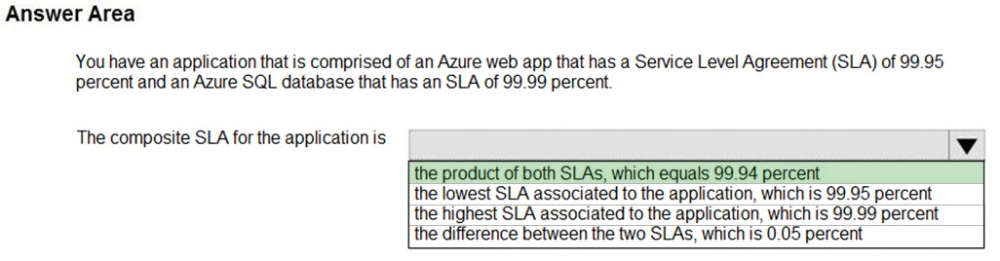 Answer Area
You have an application that is comprised of an Azure web app that has a Service Level Agreement (SLA) of 99.95
percent and an Azure SQL database that has an SLA of 99.99 percent.
The composite SLA for the application is
the product of both SLAs, which equals 99.94 percent
the lowest SLA associated to the application, which is 99.95 percent
the highest SLA associated to the application, which is 99.99 percent
the difference between the two SLAs, which is 0.05 percent